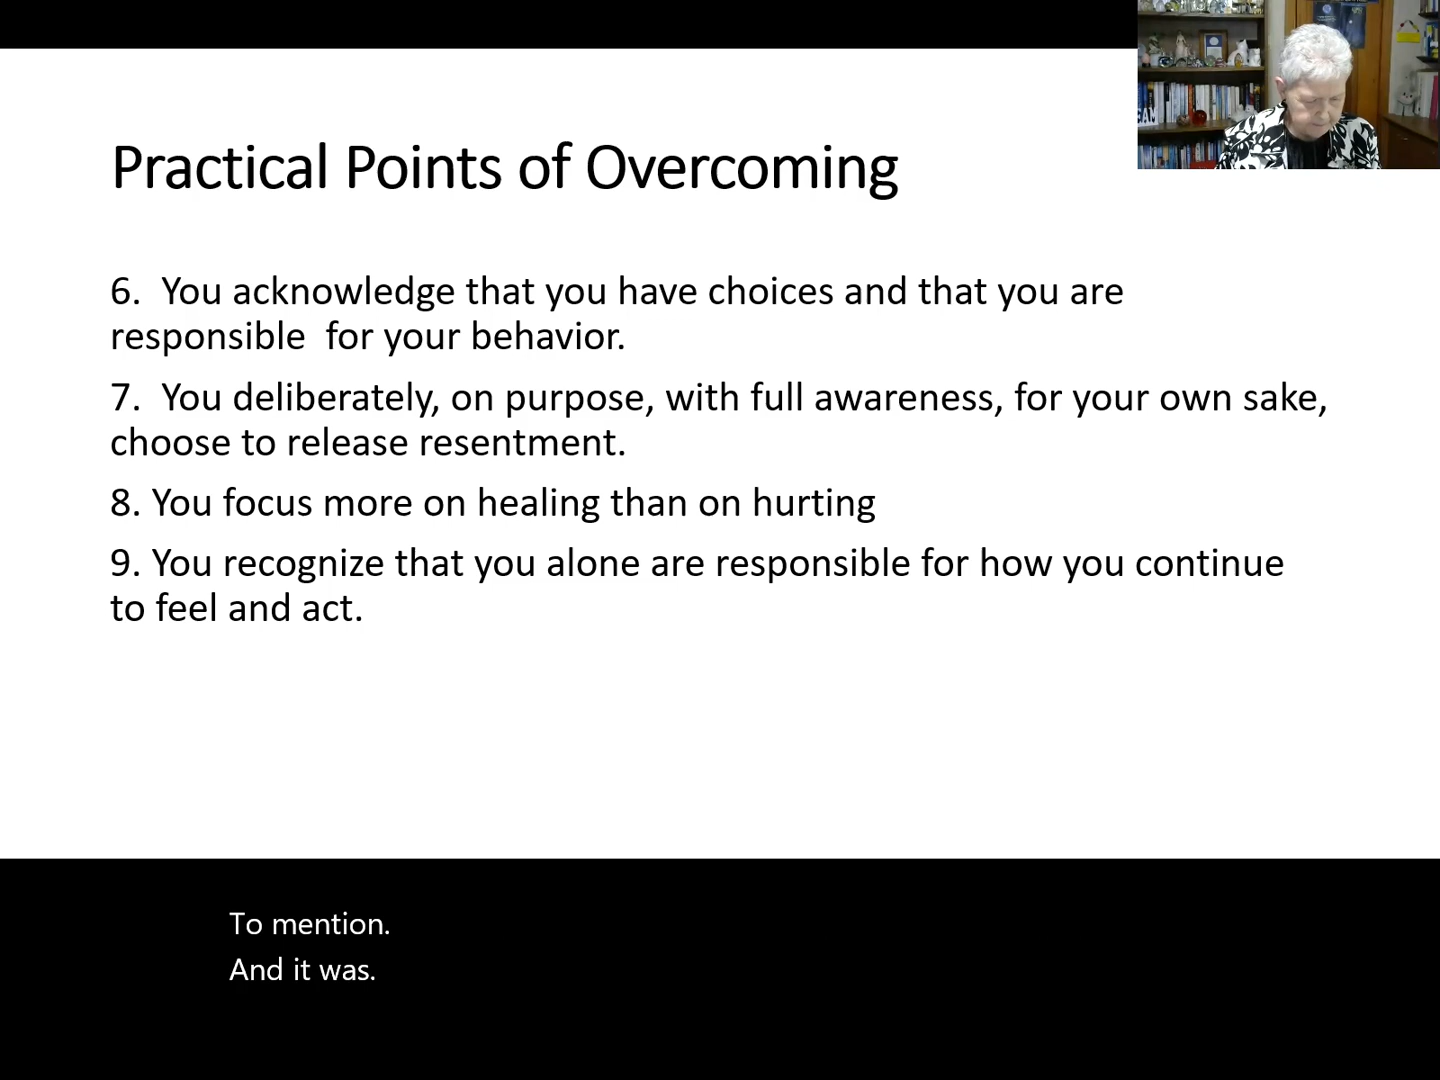 Practical Points of Overcoming
6.  You acknowledge that you have choices and that you are
responsible  for your behavior.
7.  You deliberately, on purpose, with full awareness, for your own sake,
choose to release resentment.
8. You focus more on healing than on hurting
9. You recognize that you alone are responsible for how you continue
to feel and act.
To mention.
And it was.